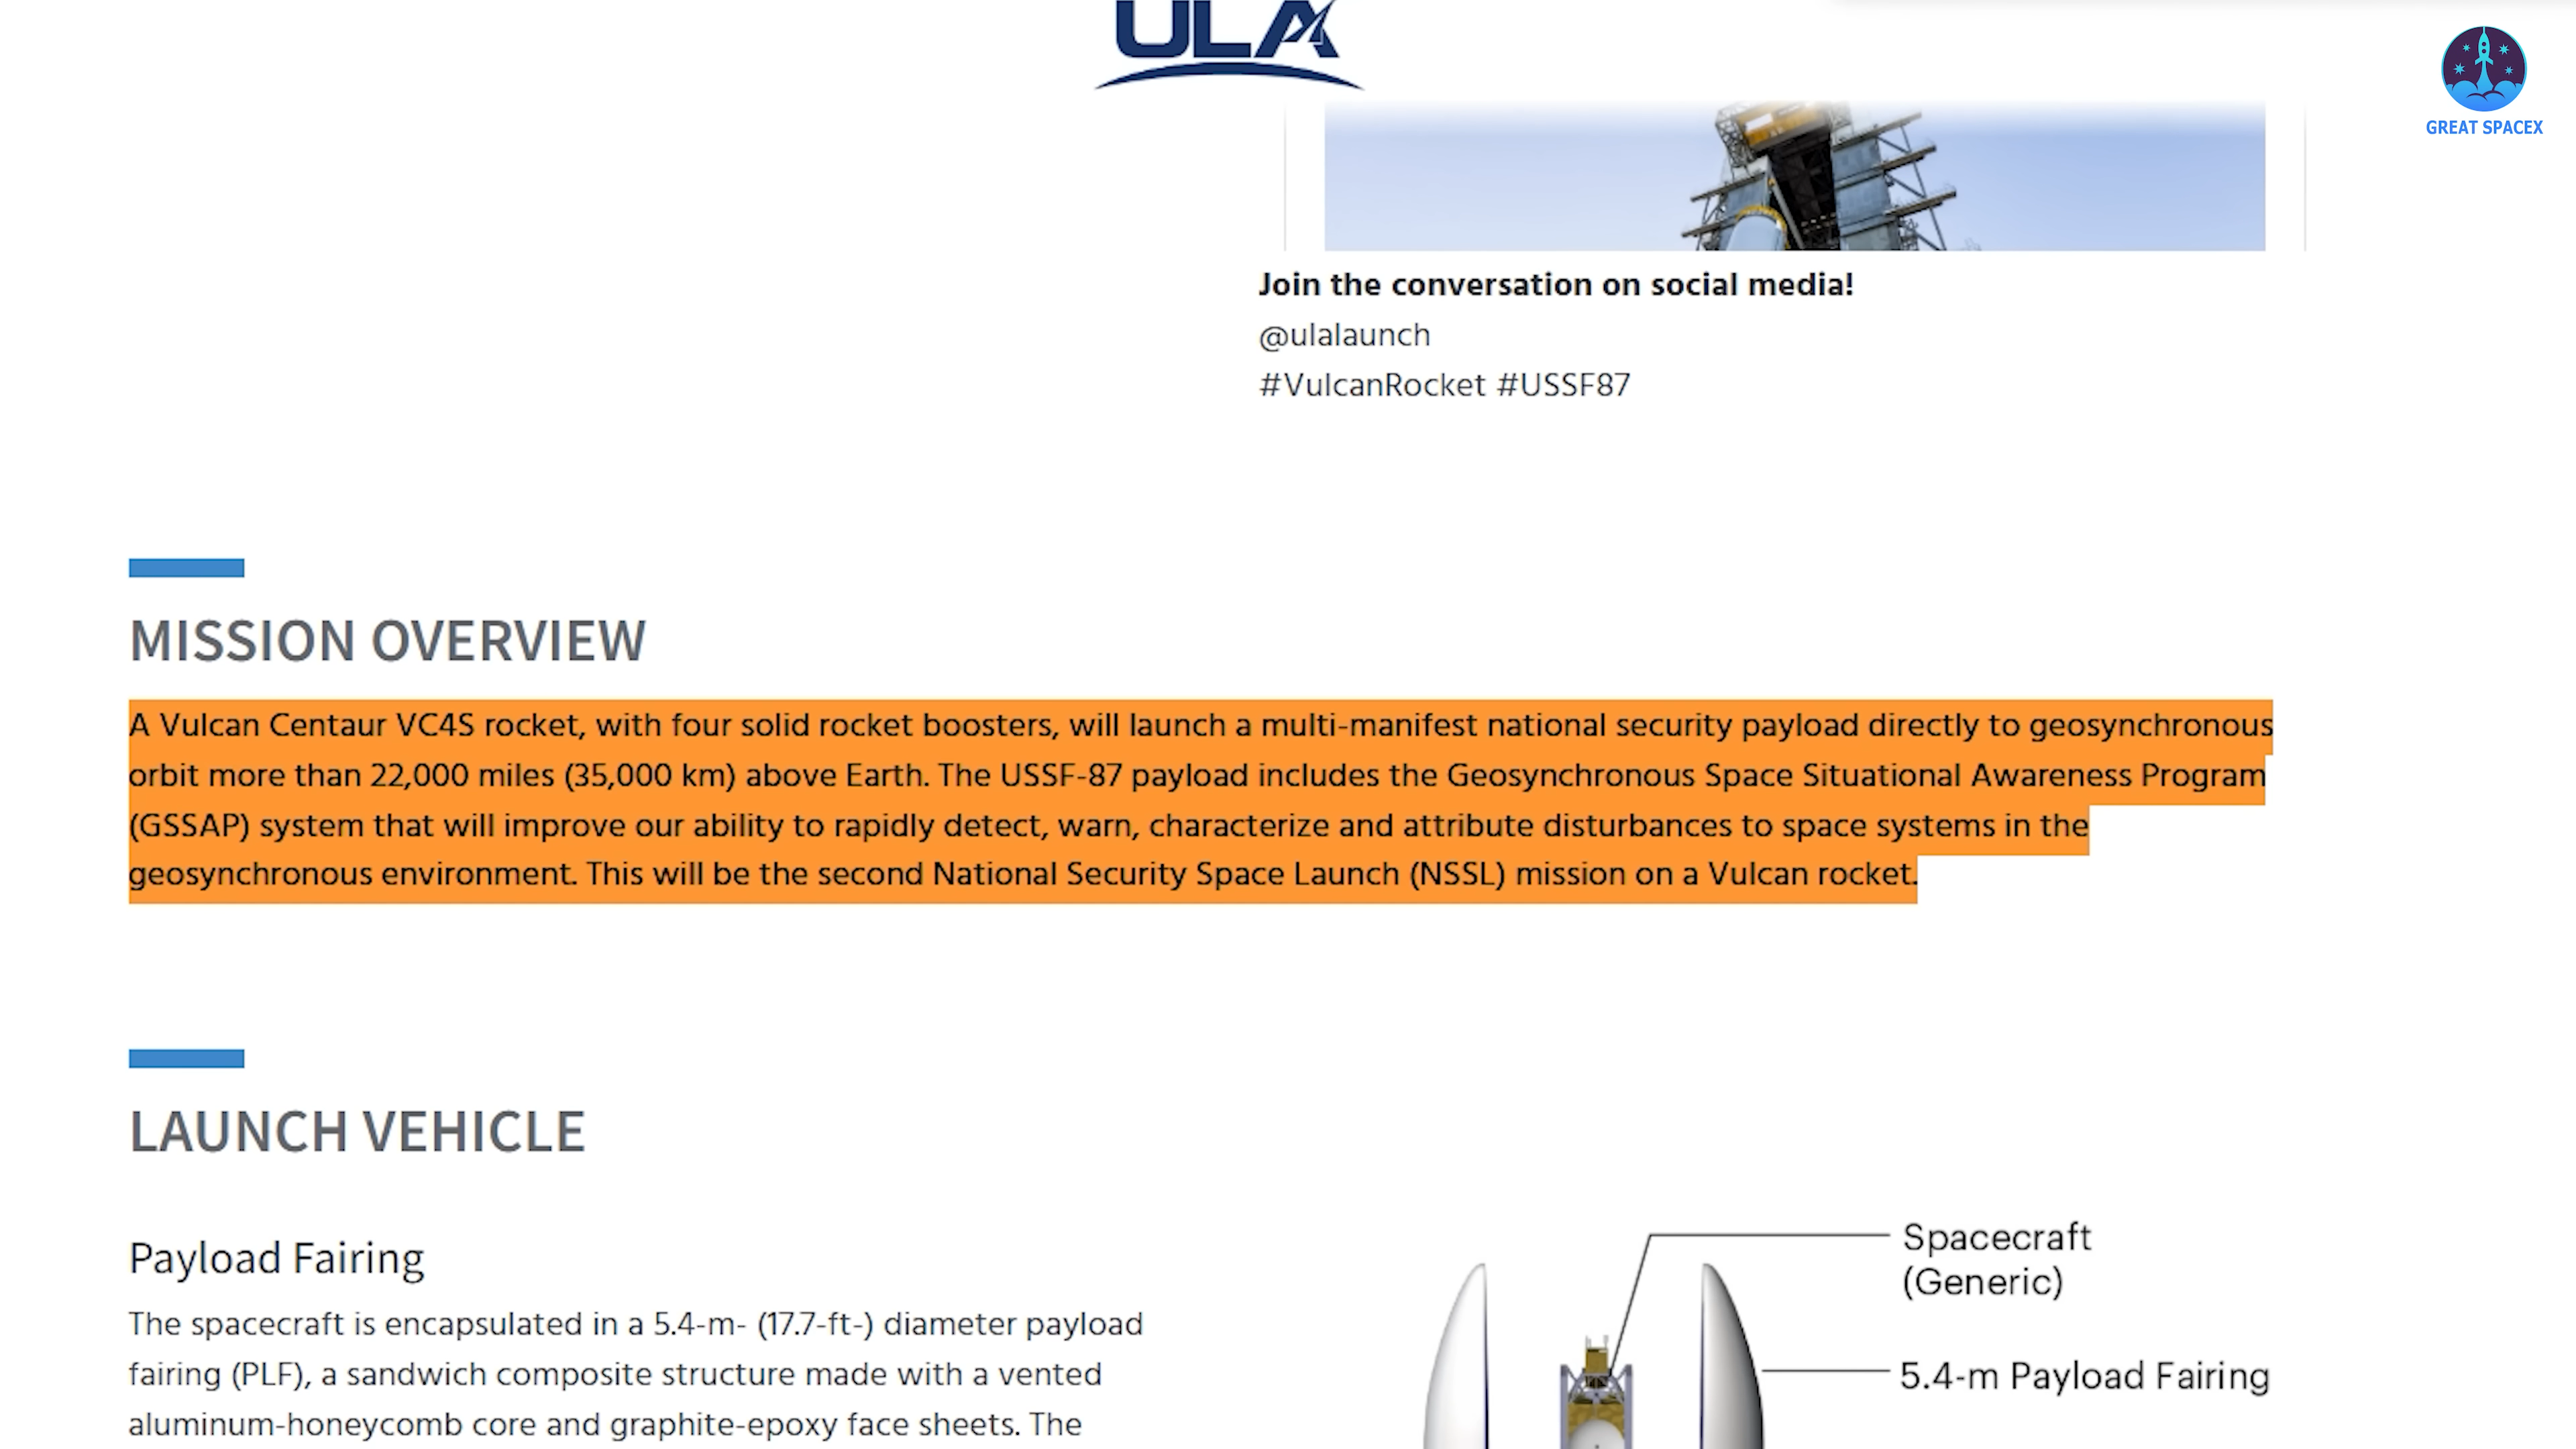 ULA
GREAT SPACEX
Join the conversation on social media!
@ulalaunch
#VulcanRocket #USSF87
MISSION OVERVIEW
A Vulcan Centaur VC4S rocket, with four solid rocket boosters, will launch a multi-manifest national security payload directly to geosynchronous
orbit more than 22,000 miles (35,000 km) above Earth. The USSF-87 payload includes the Geosynchronous Space Situational Awareness Program
(GSSAP) system that will improve our ability to rapidly detect, warn, characterize and attribute disturbances to space systems in the
geosynchronous environment. This will be the second National Security Space Launch (NSSL) mission on a Vulcan rocket.
LAUNCH VEHICLE
Payload Fairing
The spacecraft is encapsulated in a 5.4-m- (17.7-ft-) diameter payload
fairing (PLF), a sandwich composite structure made with a vented
aluminum-honeycomb core and graphite-epoxy face sheets. The
Spacecraft
(Generic)
5.4-m Payload Fairing